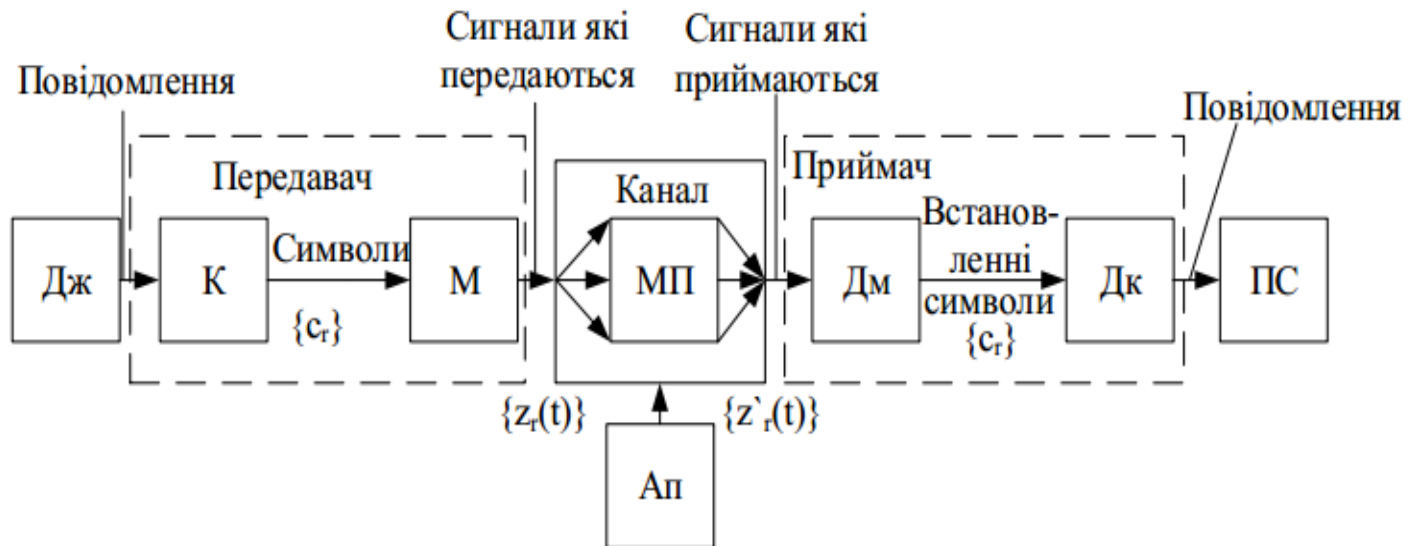 Повідомлення
Сигнали які
передаються
Сигнали які
приймаються
Повідомлення
Передавач
Канал
Приймач
Дж
К
Символи
{cr}
М
МП
Дм
Встанов-
ленні
символи
{cr}
Дк
ПС
{zr(t)}
{z`r(t)}
Ап